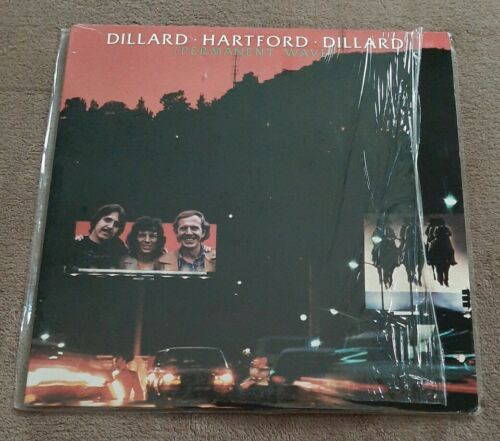 DILLARD · HARTFORD · DILLARD
PERMANENT WAVE